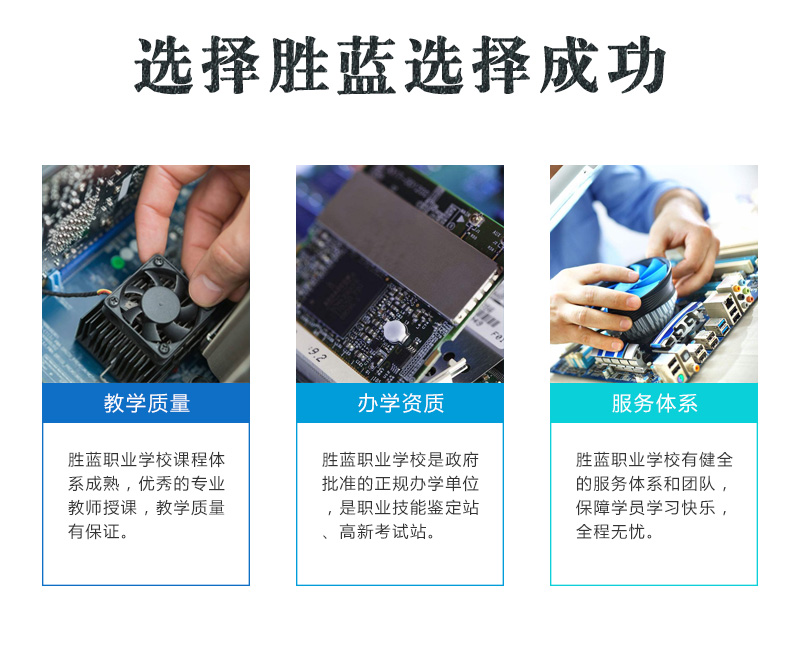 选择胜蓝选择成功
教学质量
胜蓝职业学校课程体
系成熟，优秀的专业
教师授课，教学质量
有保证。
办学资质
胜蓝职业学校是政府
批准的正规办学单位
，是职业技能鉴定站
、高新考试站。
服务体系
胜蓝职业学校有健全
的服务体系和团队，
保障学员学习快乐，
全程无忧。